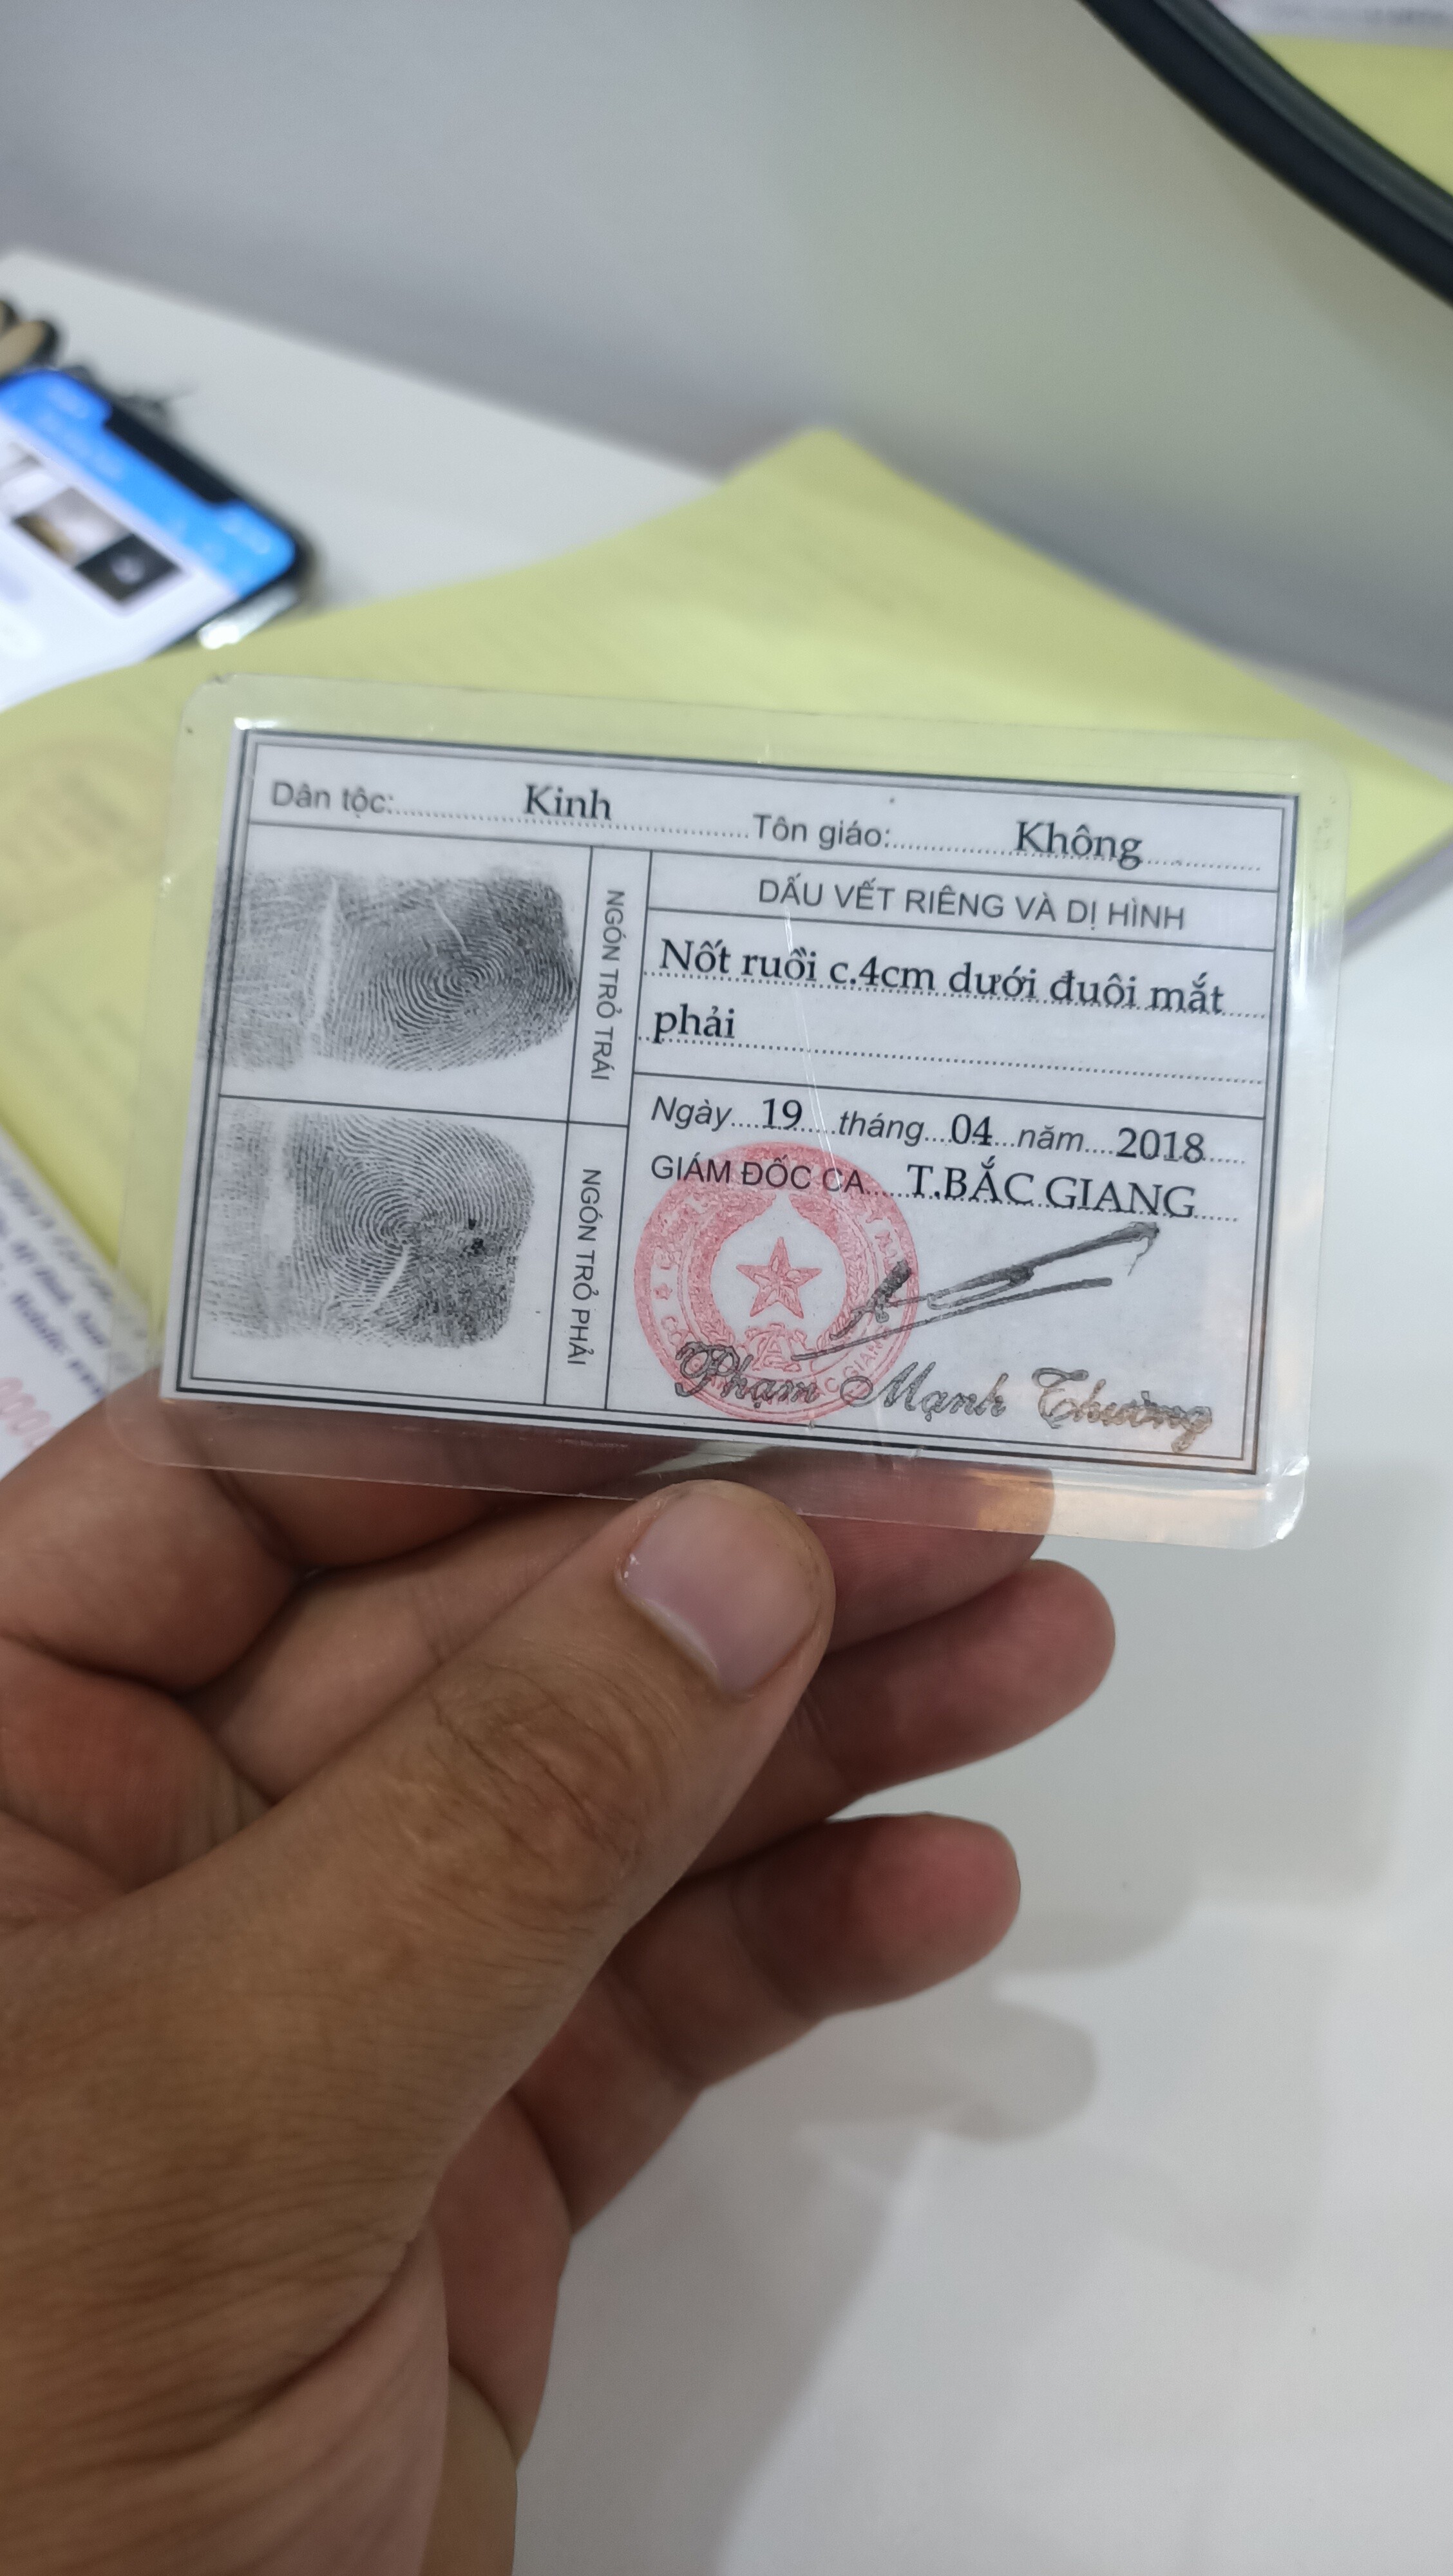 Dân tộc: Kinh Tôn giáo: Không
NGÓN TRỎ TRÁI
DẤU VẾT RIÊNG VÀ DỊ HÌNH
Nốt ruồi c.4cm dưới đuôi mắt
phải
NGÓN TRỎ PHẢI
Ngày 19 tháng 04 năm 2018
GIÁM ĐỐC CA T.BẮC GIANG
Phạm Mạnh Thường